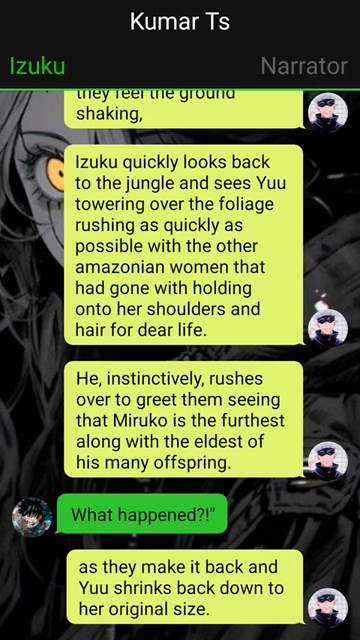 Kumar Ts
Izuku
Narrator
they feel the ground
shaking,
Izuku quickly looks back
to the jungle and sees Yuu
towering over the foliage
rushing as quickly as
possible with the other
amazonian women that
had gone with holding
onto her shoulders and
hair for dear life.
He, instinctively, rushes
over to greet them seeing
that Miruko is the furthest
along with the eldest of
his many offspring.
What happened?!"
as they make it back and
Yuu shrinks back down to
her original size.